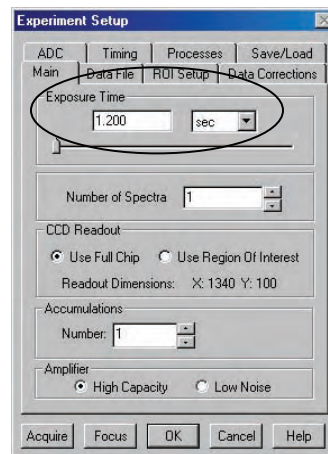 Experiment Setup
ADC Timing Processes Save/Load
Main Data File ROI Setup Data Corrections
Exposure Time
1.200 sec
Number of Spectra 1
CCD Readout
Use Full Chip Use Region Of Interest
Readout Dimensions: X: 1340 Y: 100
Accumulations
Number: 1
Amplifier
High Capacity Low Noise
Acquire Focus OK Cancel Help